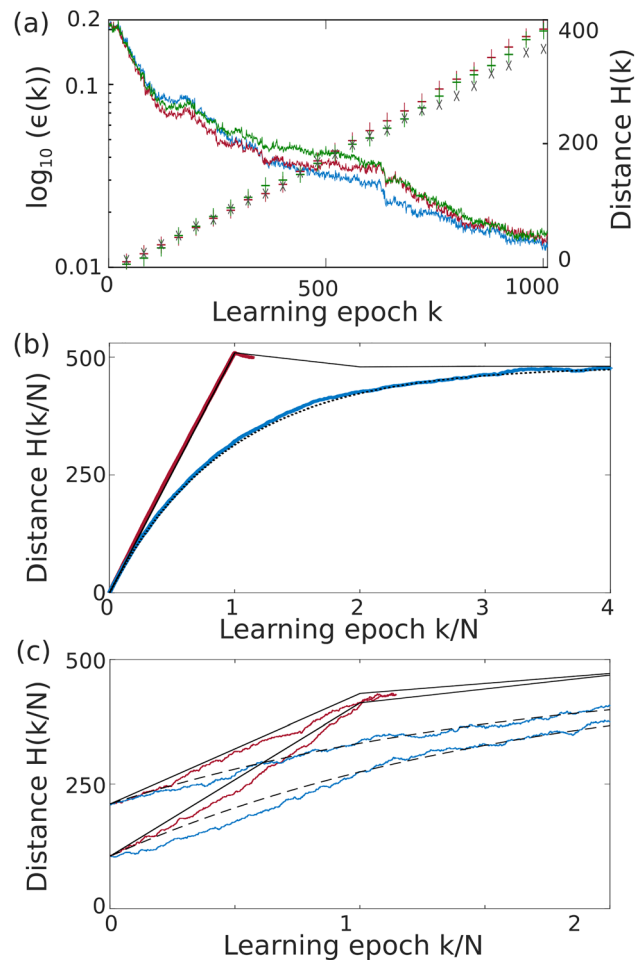 (a)
0.2
0.1
0.01
log10 (ϵ(k))
400
200
0
Distance H(k)
0 500 1000
Learning epoch k
(b)
500
250
0
Distance H(k/N)
0 1 2 3 4
Learning epoch k/N
(c)
500
250
0
Distance H(k/N)
0 1 2
Learning epoch k/N